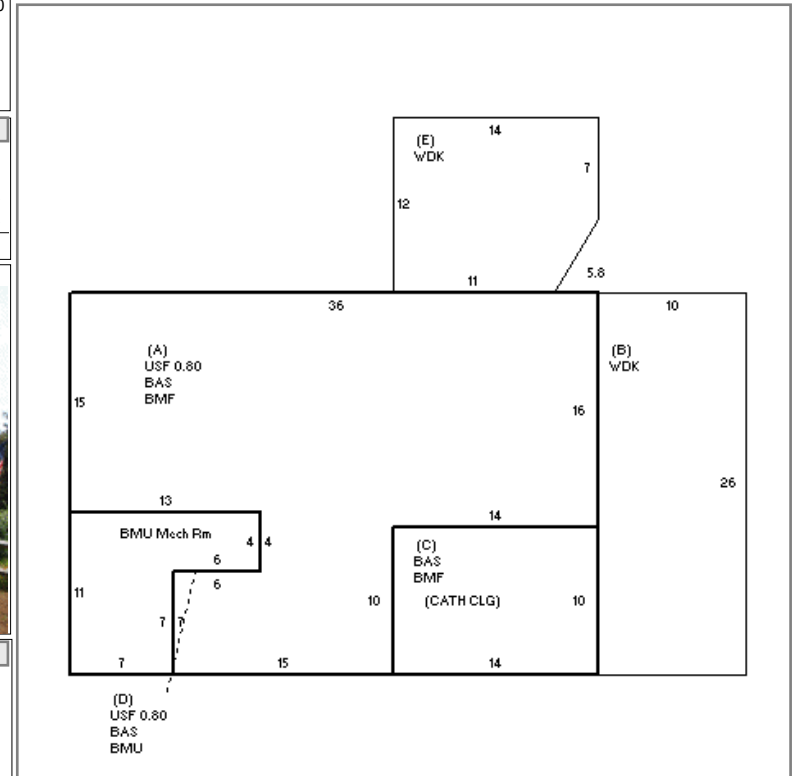 14
(E)
WDK
7
12
5.8
11
36
10
(A)
USF 0.80
BAS
BMF
(B)
WDK
15
16
26
13
14
BMU Mech Rm
4 4
(C)
BAS
BMF
6
6
11
10
(CATH CLG)
10
7 7
7
15
14
(D)
USF 0.80
BAS
BMU